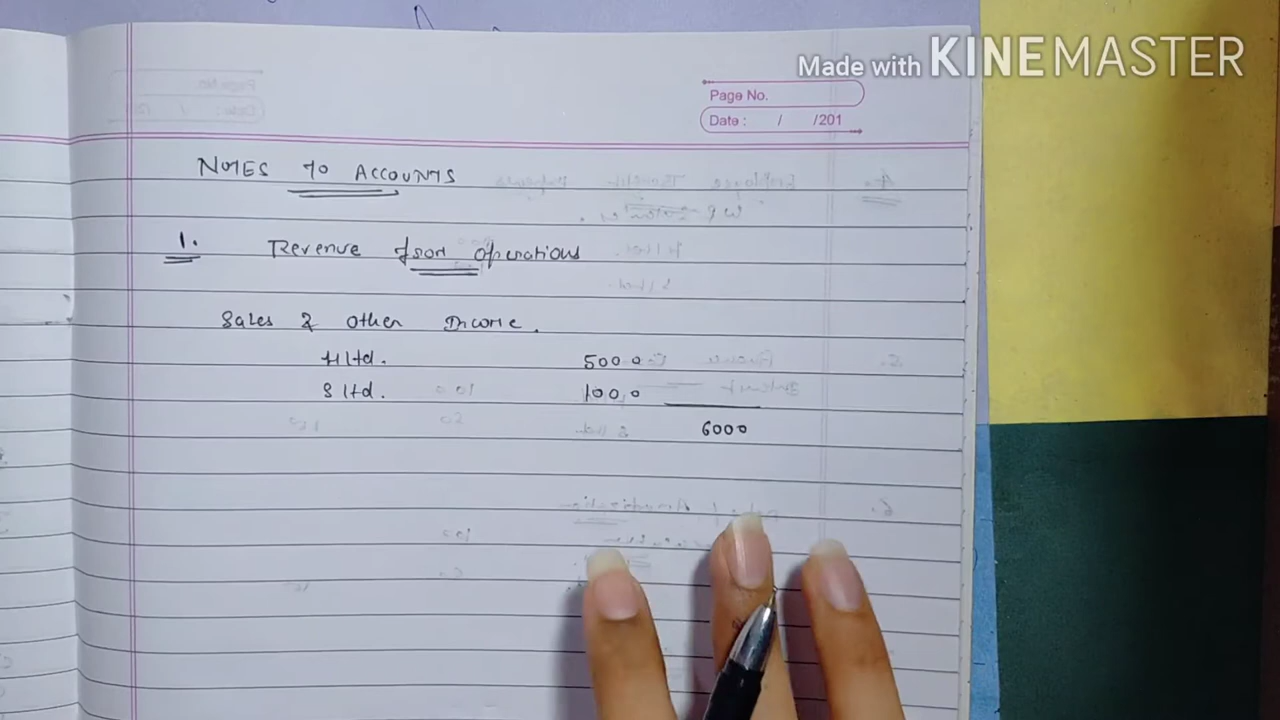 Made with KINEMASTER
Page No.
Date : / /201
NOTES TO ACCOUNTS
1. Revenue from operations
Sales & Other Income.
H ltd. 5000
S ltd. 1000
6000